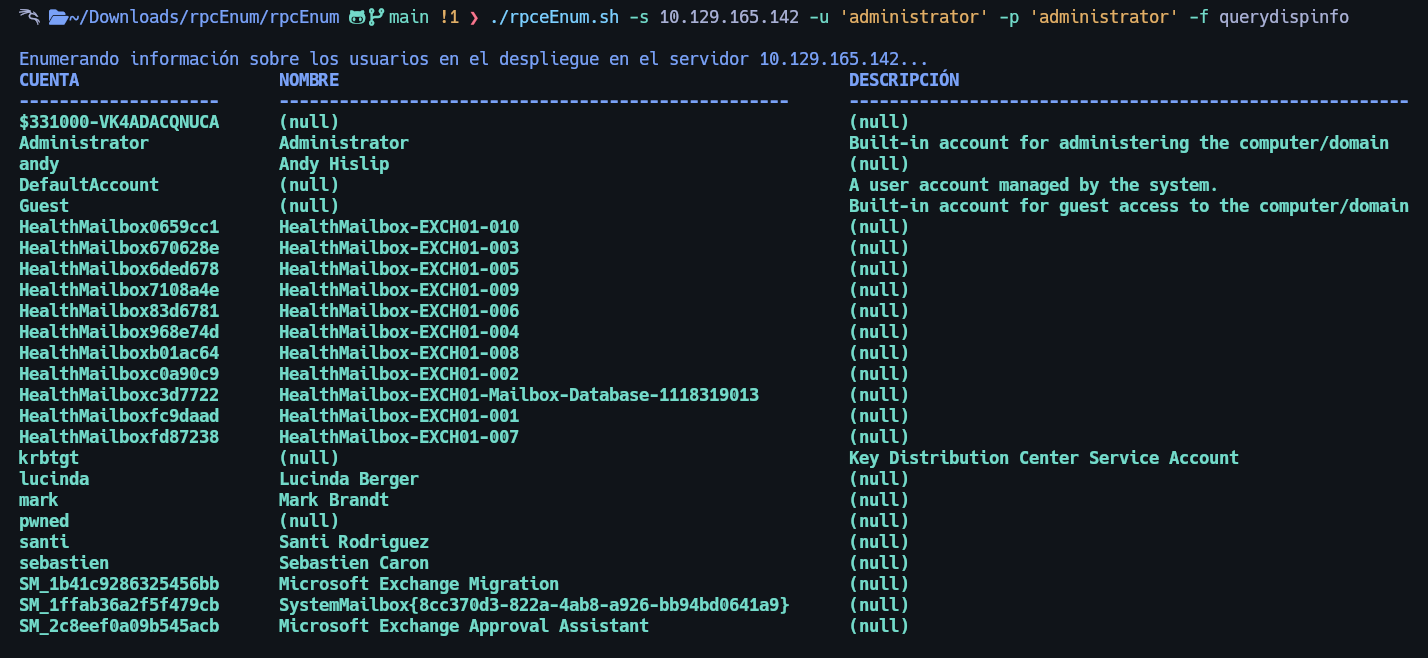 ~/Downloads/rpcEnum/rpcEnum main !1 ❯ ./rpceEnum.sh -s 10.129.165.142 -u 'administrator' -p 'administrator' -f querydispinfo
Enumerando información sobre los usuarios en el despliegue en el servidor 10.129.165.142...
CUENTA NOMBRE DESCRIPCIÓN
-------------------- --------------------------------------------------- --------------------------------------------------------
$331000-VK4ADACQNUCA (null) (null)
Administrator Administrator Built-in account for administering the computer/domain
andy Andy Hislip (null)
DefaultAccount (null) A user account managed by the system.
Guest (null) Built-in account for guest access to the computer/domain
HealthMailbox0659cc1 HealthMailbox-EXCH01-010 (null)
HealthMailbox670628e HealthMailbox-EXCH01-003 (null)
HealthMailbox6ded678 HealthMailbox-EXCH01-005 (null)
HealthMailbox7108a4e HealthMailbox-EXCH01-009 (null)
HealthMailbox83d6781 HealthMailbox-EXCH01-006 (null)
HealthMailbox968e74d HealthMailbox-EXCH01-004 (null)
HealthMailboxb01ac64 HealthMailbox-EXCH01-008 (null)
HealthMailboxc0a90c9 HealthMailbox-EXCH01-002 (null)
HealthMailboxc3d7722 HealthMailbox-EXCH01-Mailbox-Database-1118319013 (null)
HealthMailboxfc9daad HealthMailbox-EXCH01-001 (null)
HealthMailboxfd87238 HealthMailbox-EXCH01-007 (null)
krbtgt (null) Key Distribution Center Service Account
lucinda Lucinda Berger (null)
mark Mark Brandt (null)
pwned (null) (null)
santi Santi Rodriguez (null)
sebastien Sebastien Caron (null)
SM_1b41c9286325456bb Microsoft Exchange Migration (null)
SM_1ffab36a2f5f479cb SystemMailbox{8cc370d3-822a-4ab8-a926-bb94bd0641a9} (null)
SM_2c8eef0a09b545acb Microsoft Exchange Approval Assistant (null)